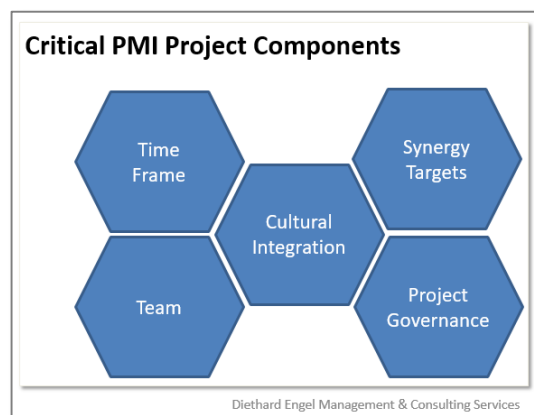 Critical PMI Project Components
Time
Frame
Synergy
Targets
Cultural
Integration
Team
Project
Governance
Diethard Engel Management & Consulting Services